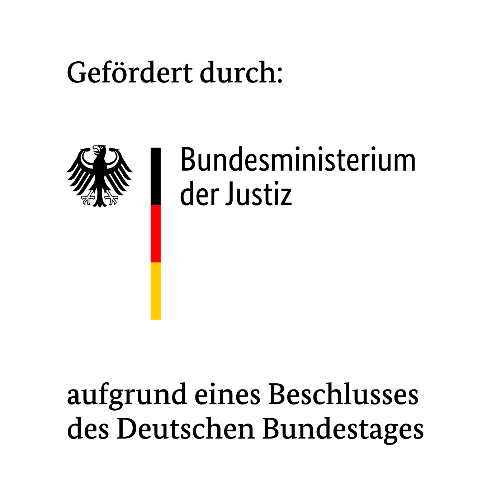 Gefördert durch:
Bundesministerium
der Justiz
aufgrund eines Beschlusses
des Deutschen Bundestages